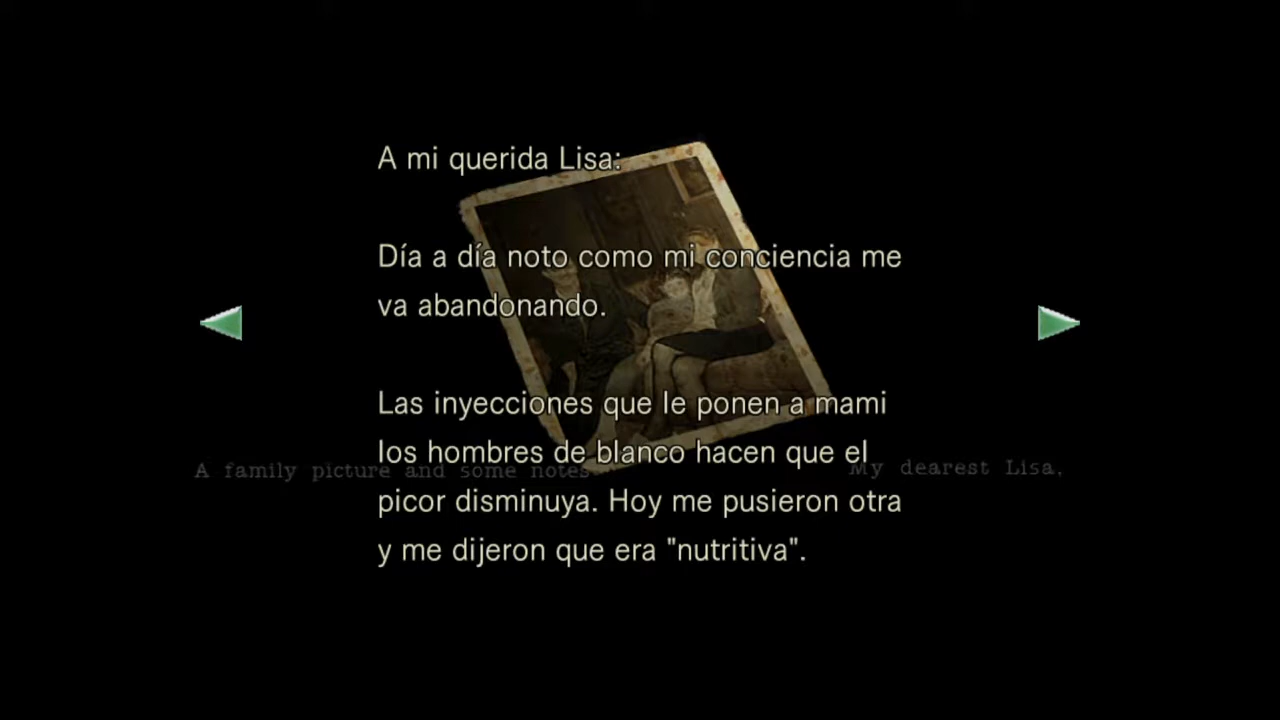 A mi querida Lisa:
Día a día noto como mi conciencia me
va abandonando.
Las inyecciones que le ponen a mami
los hombres de blanco hacen que el
picor disminuya. Hoy me pusieron otra
y me dijeron que era "nutritiva".
A family picture and some notes
My dearest Lisa,